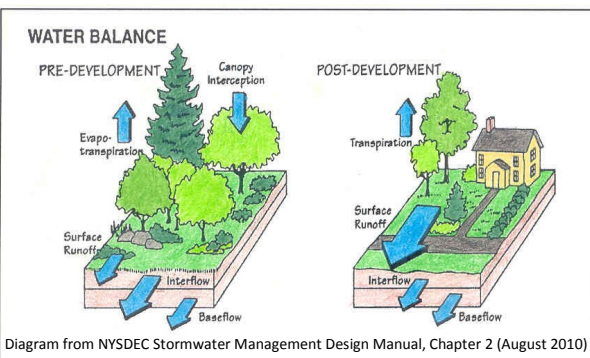 WATER BALANCE
PRE-DEVELOPMENT
Canopy
Interception
Evapo-
transpiration
Surface
Runoff
Interflow
Baseflow
POST-DEVELOPMENT
Transpiration
Surface
Runoff
Interflow
Baseflow
Diagram from NYSDEC Stormwater Management Design Manual, Chapter 2 (August 2010)